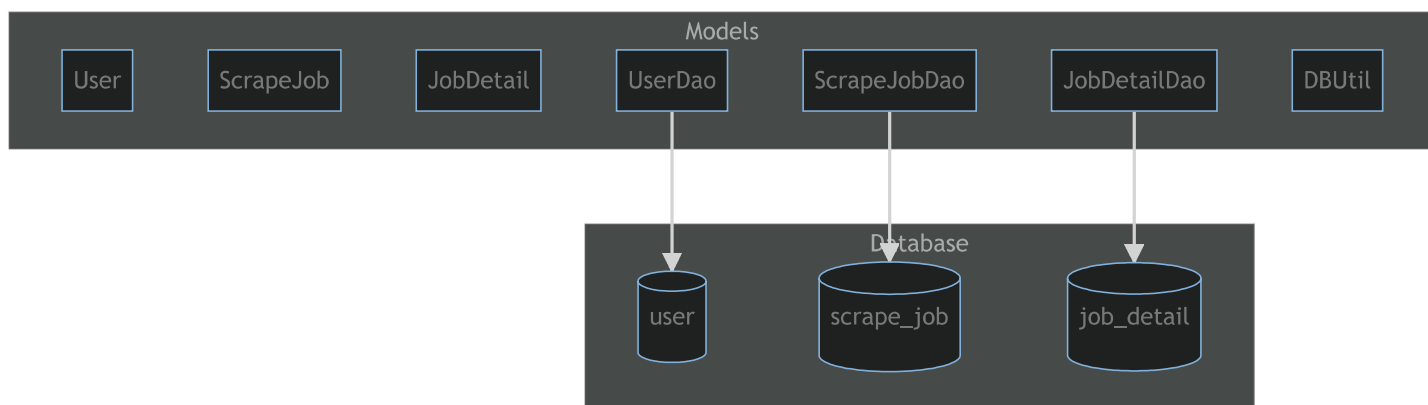 Models
User
ScrapeJob
JobDetail
UserDao
ScrapeJobDao
JobDetailDao
DBUtil
Database
user
scrape_job
job_detail